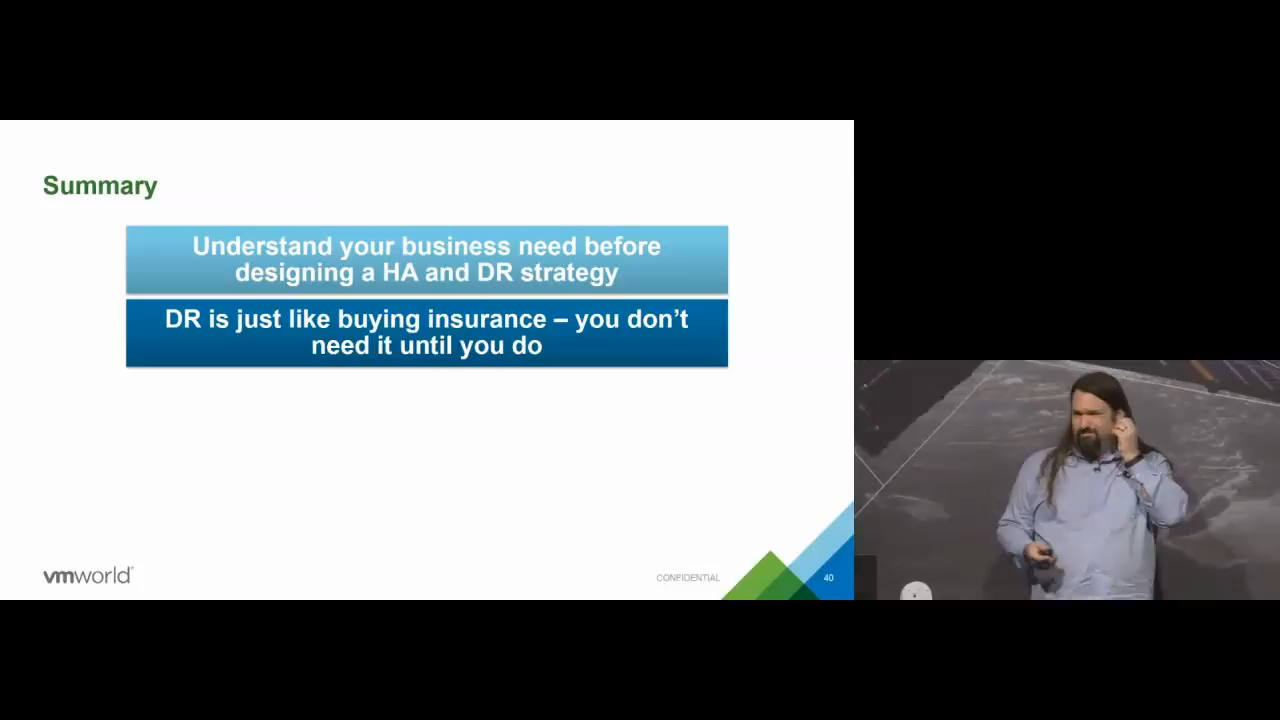 Summary
Understand your business need before
designing a HA and DR strategy
DR is just like buying insurance – you don’t
need it until you do
vmworld
CONFIDENTIAL
40